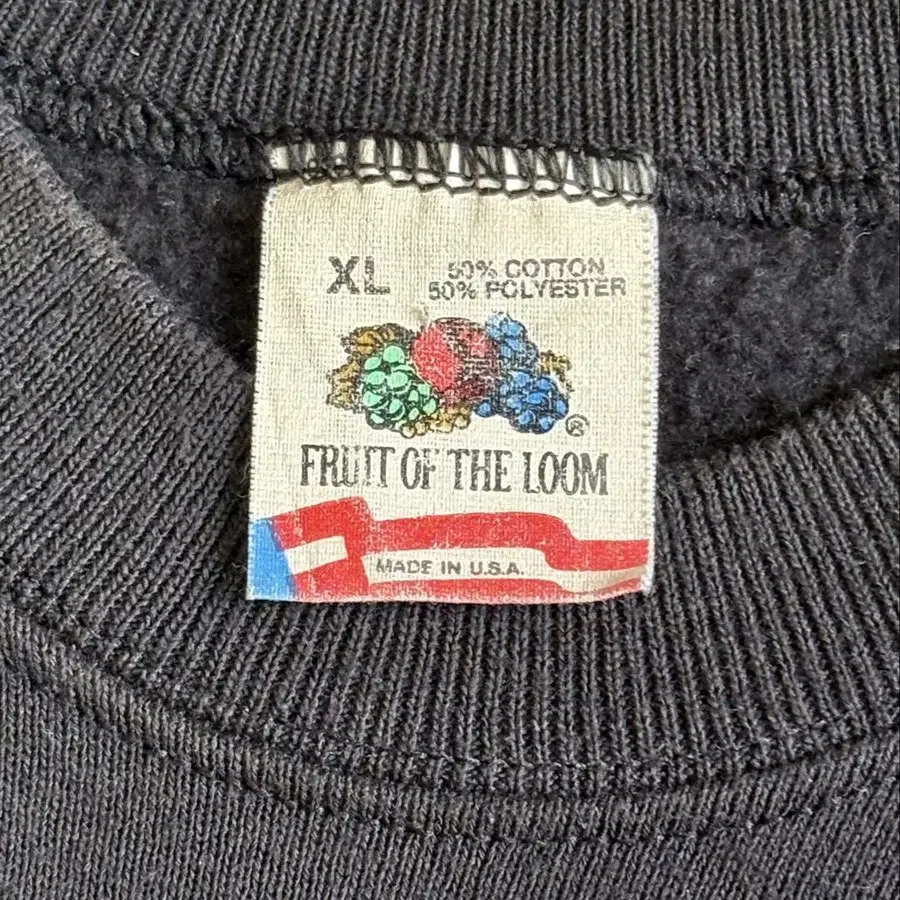 XL
50% COTTON
50% POLYESTER
®
FRUIT OF THE LOOM
MADE IN U.S.A.